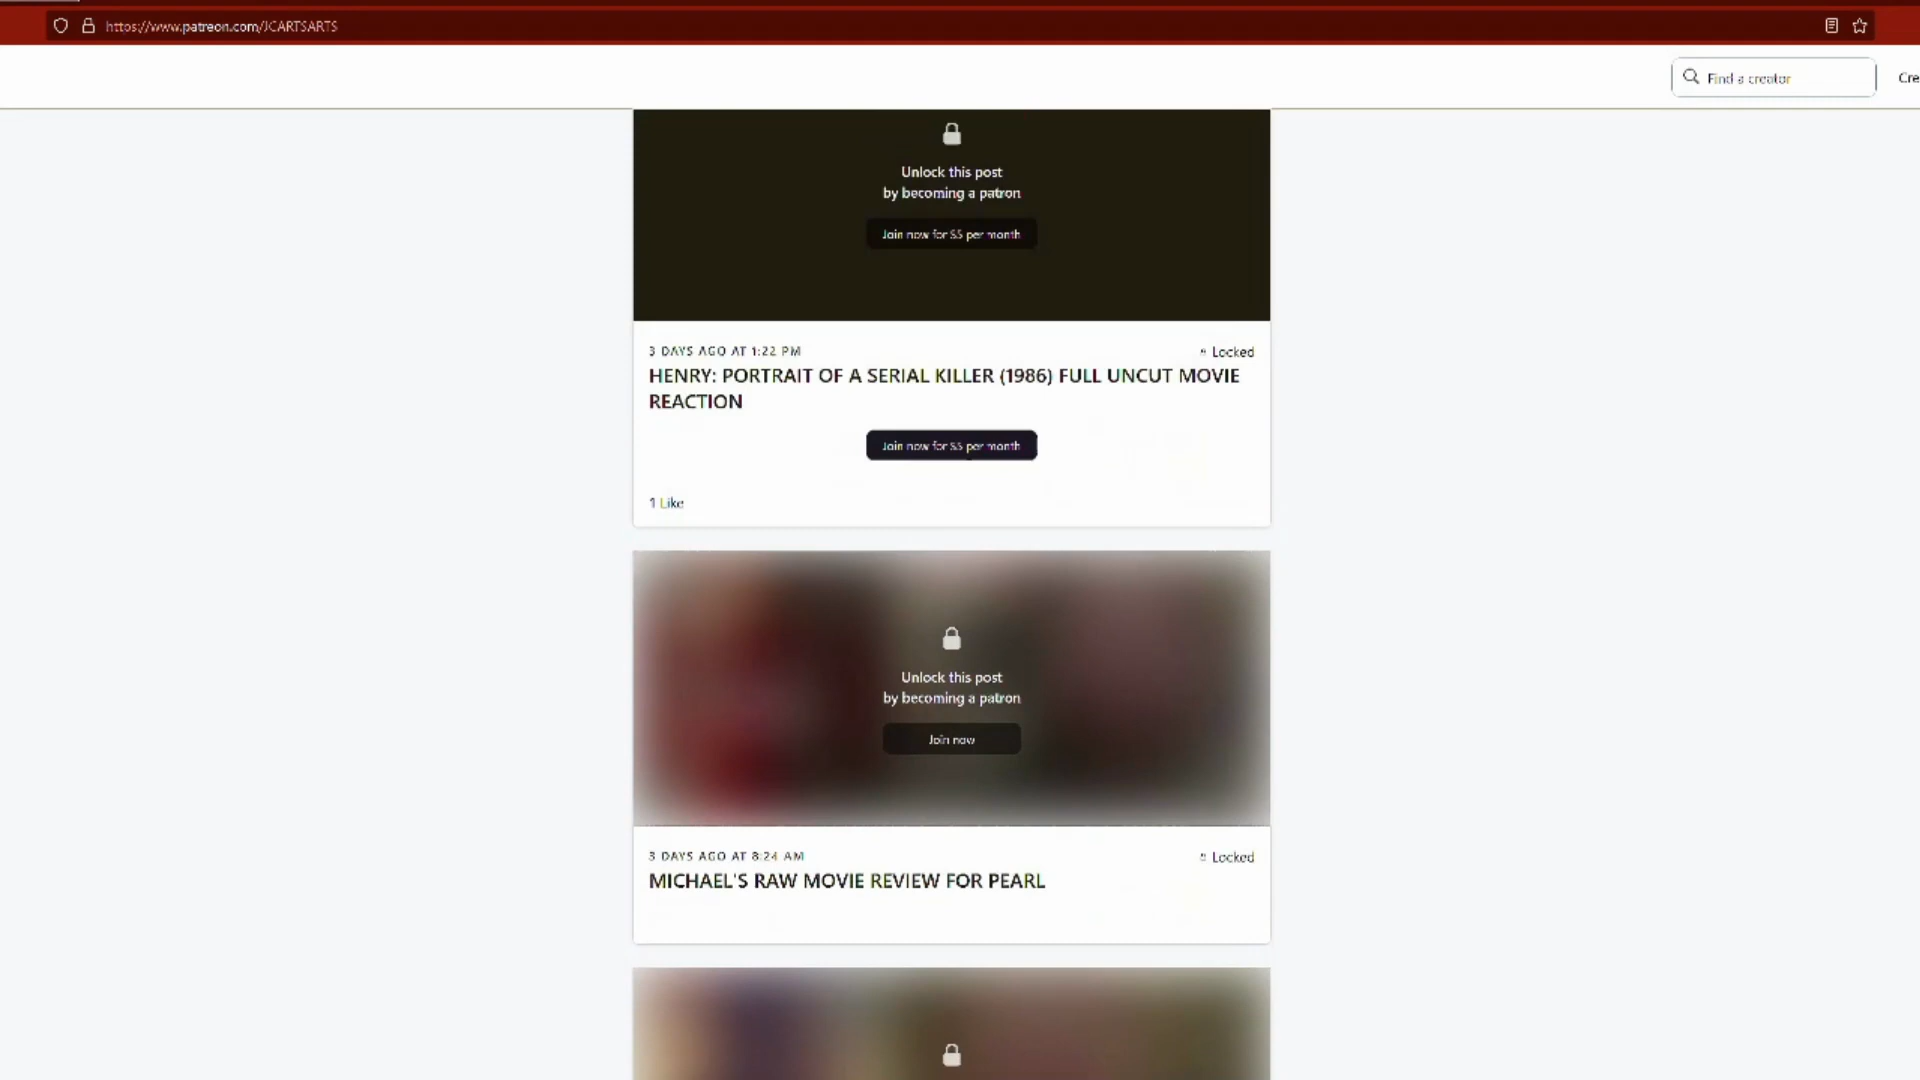 https://www.patreon.com/JCARTSARTS
Find a creator
Cre
Unlock this post
by becoming a patron
Join now for $5 per month
3 DAYS AGO AT 1:22 PM
Locked
HENRY: PORTRAIT OF A SERIAL KILLER (1986) FULL UNCUT MOVIE
REACTION
Join now for $5 per month
1 Like
Unlock this post
by becoming a patron
Join now
3 DAYS AGO AT 8:24 AM
Locked
MICHAEL'S RAW MOVIE REVIEW FOR PEARL